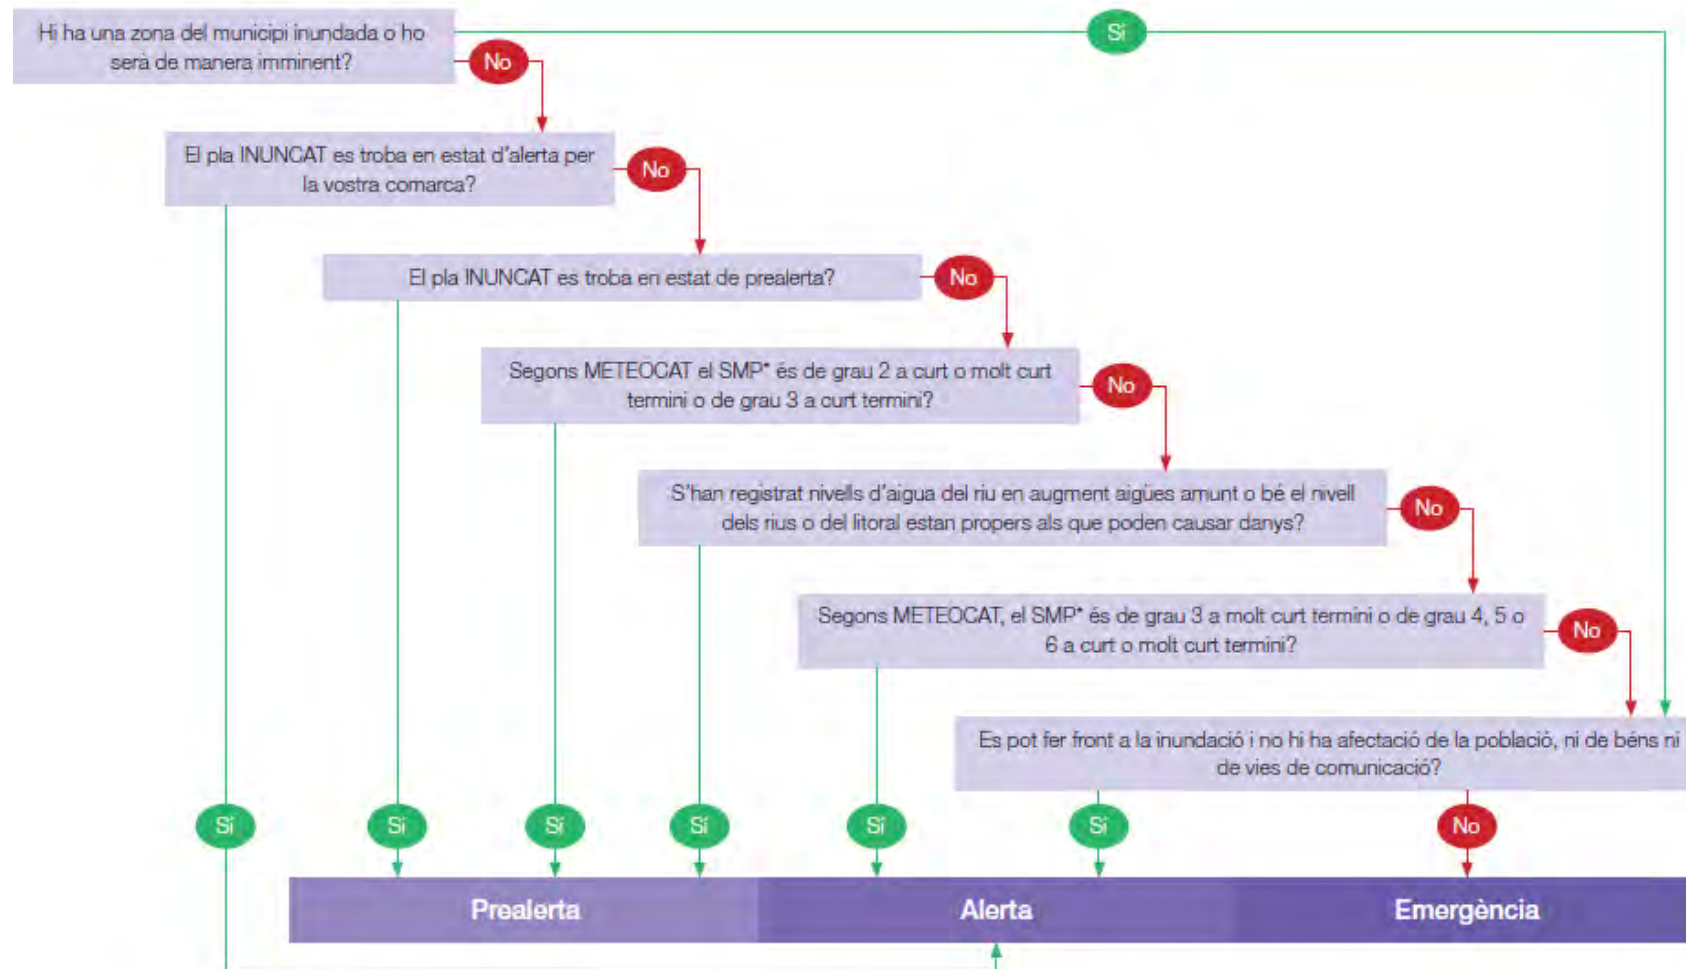 Hi ha una zona del municipi inundada o ho
serà de manera imminent?
Sí
No
El pla INUNCAT es troba en estat d'alerta per
la vostra comarca?
No
El pla INUNCAT es troba en estat de prealerta?
No
Segons METEOCAT el SMP* és de grau 2 a curt o molt curt
termini o de grau 3 a curt termini?
No
S'han registrat nivells d'aigua del riu en augment aigües amunt o bé el nivell
dels rius o del litoral estan propers als que poden causar danys?
No
Segons METEOCAT, el SMP* és de grau 3 a molt curt termini o de grau 4, 5 o
6 a curt o molt curt termini?
No
Es pot fer front a la inundació i no hi ha afectació de la població, ni de béns ni
de vies de comunicació?
Sí
Sí
Sí
Sí
Sí
Sí
No
Prealerta
Alerta
Emergència